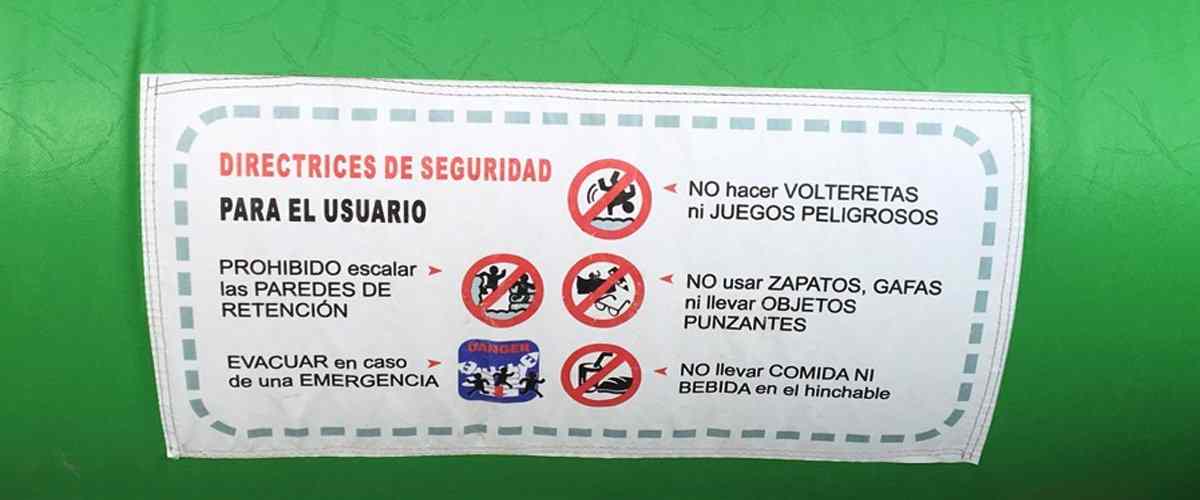 DIRECTRICES DE SEGURIDAD
PARA EL USUARIO
NO hacer VOLTERETAS
ni JUEGOS PELIGROSOS
PROHIBIDO escalar
las PAREDES DE
RETENCIÓN
NO usar ZAPATOS, GAFAS
ni llevar OBJETOS
PUNZANTES
EVACUAR en caso
de una EMERGENCIA
DANGER
NO llevar COMIDA NI
BEBIDA en el hinchable